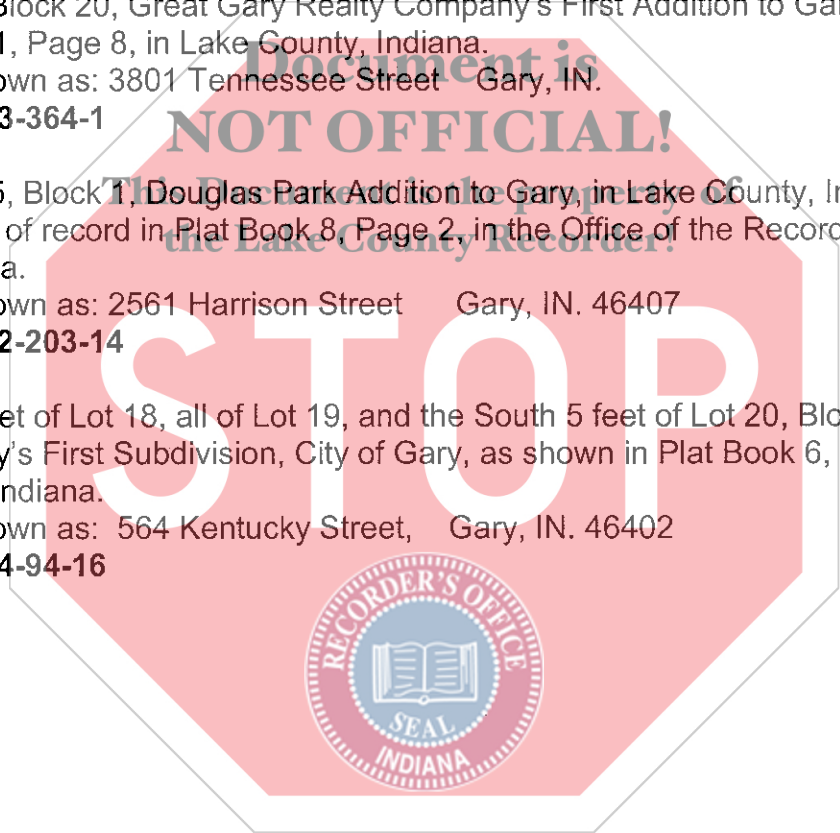 Block 20, Great Gary Realty Company's First Addition to Ga
1, Page 8, in Lake County, Indiana.
Document is
own as: 3801 Tennessee Street Gary, IN.
3-364-1
NOT OFFICIAL!
5, Block 1, Douglas Park Addition to Gary, in Lake County, In
This Document is the property of
of record in Plat Book 8, Page 2, in the Office of the Record
the Lake County Recorder!
a.
own as: 2561 Harrison Street Gary, IN. 46407
2-203-14
STOP
et of Lot 18, all of Lot 19, and the South 5 feet of Lot 20, Blo
y's First Subdivision, City of Gary, as shown in Plat Book 6,
ndiana.
own as: 564 Kentucky Street, Gary, IN. 46402
4-94-16
RECORDER'S OFFICE
SEAL
INDIANA